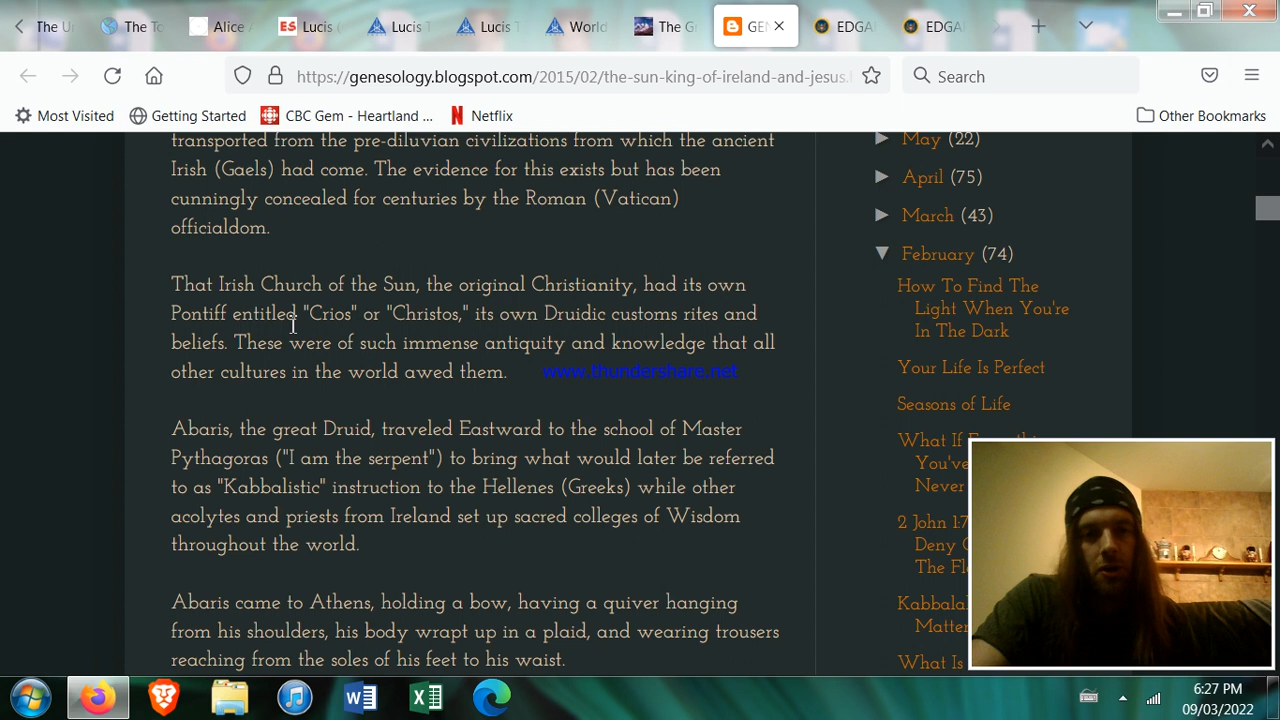 The U
The To
Alice
ES Lucis
Lucis T
Lucis T
World
The G
GEN
EDGA
EDGA
https://genesology.blogspot.com/2015/02/the-sun-king-of-ireland-and-jesus.
Search
Most Visited
Getting Started
CBC Gem - Heartland ...
Netflix
Other Bookmarks
transported from the pre-diluvian civilizations from which the ancient
Irish (Gaels) had come. The evidence for this exists but has been
cunningly concealed for centuries by the Roman (Vatican)
officialdom.
That Irish Church of the Sun, the original Christianity, had its own
Pontiff entitled "Crios" or "Christos," its own Druidic customs rites and
beliefs. These were of such immense antiquity and knowledge that all
other cultures in the world awed them.
www.thundershare.net
Abaris, the great Druid, traveled Eastward to the school of Master
Pythagoras ("I am the serpent") to bring what would later be referred
to as "Kabbalistic" instruction to the Hellenes (Greeks) while other
acolytes and priests from Ireland set up sacred colleges of Wisdom
throughout the world.
Abaris came to Athens, holding a bow, having a quiver hanging
from his shoulders, his body wrapt up in a plaid, and wearing trousers
reaching from the soles of his feet to his waist.
May (22)
April (75)
March (43)
February (74)
How To Find The
Light When You're
In The Dark
Your Life Is Perfect
Seasons of Life
What If
You've
Never
2 John 1:7
Deny
The Fl
Kabbala
Matter
What Is
6:27 PM
09/03/2022